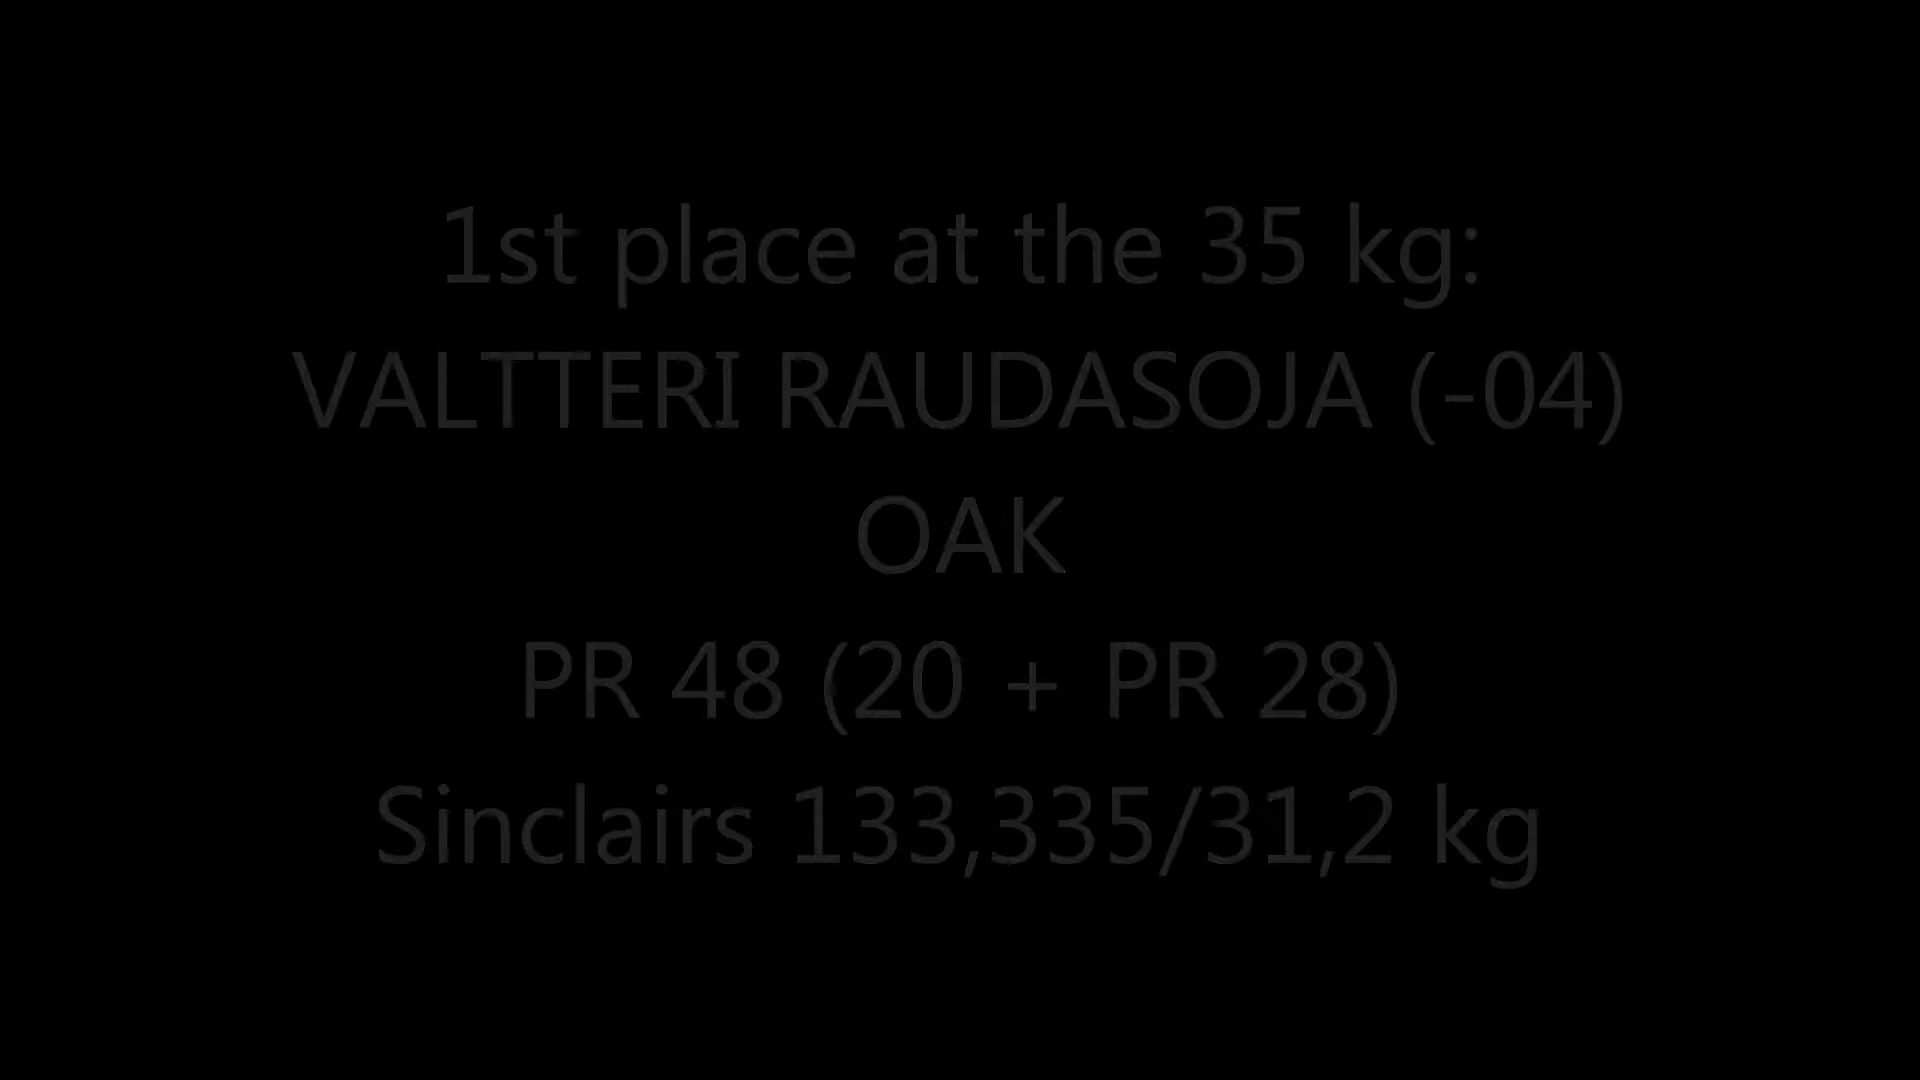 1st place at the 35 kg:
VALTTERI RAUDASOJA (-04)
OAK
PR 48 (20 + PR 28)
Sinclairs 133,335/31,2 kg